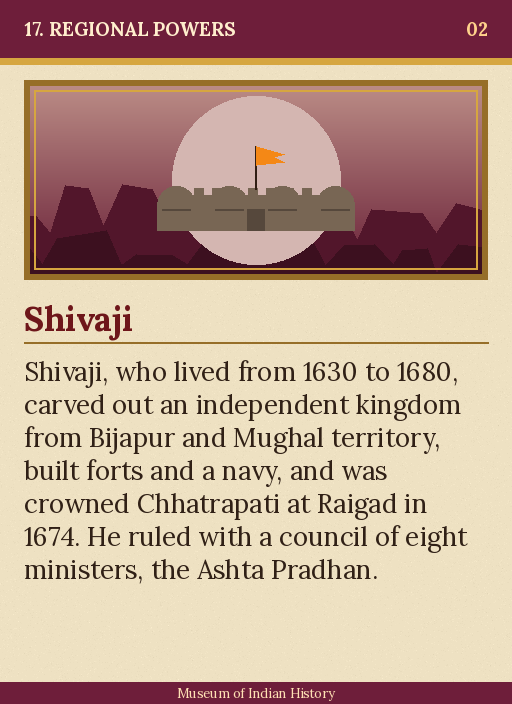 17. REGIONAL POWERS
02
Shivaji
Shivaji, who lived from 1630 to 1680,
carved out an independent kingdom
from Bijapur and Mughal territory,
built forts and a navy, and was
crowned Chhatrapati at Raigad in
1674. He ruled with a council of eight
ministers, the Ashta Pradhan.
Museum of Indian History